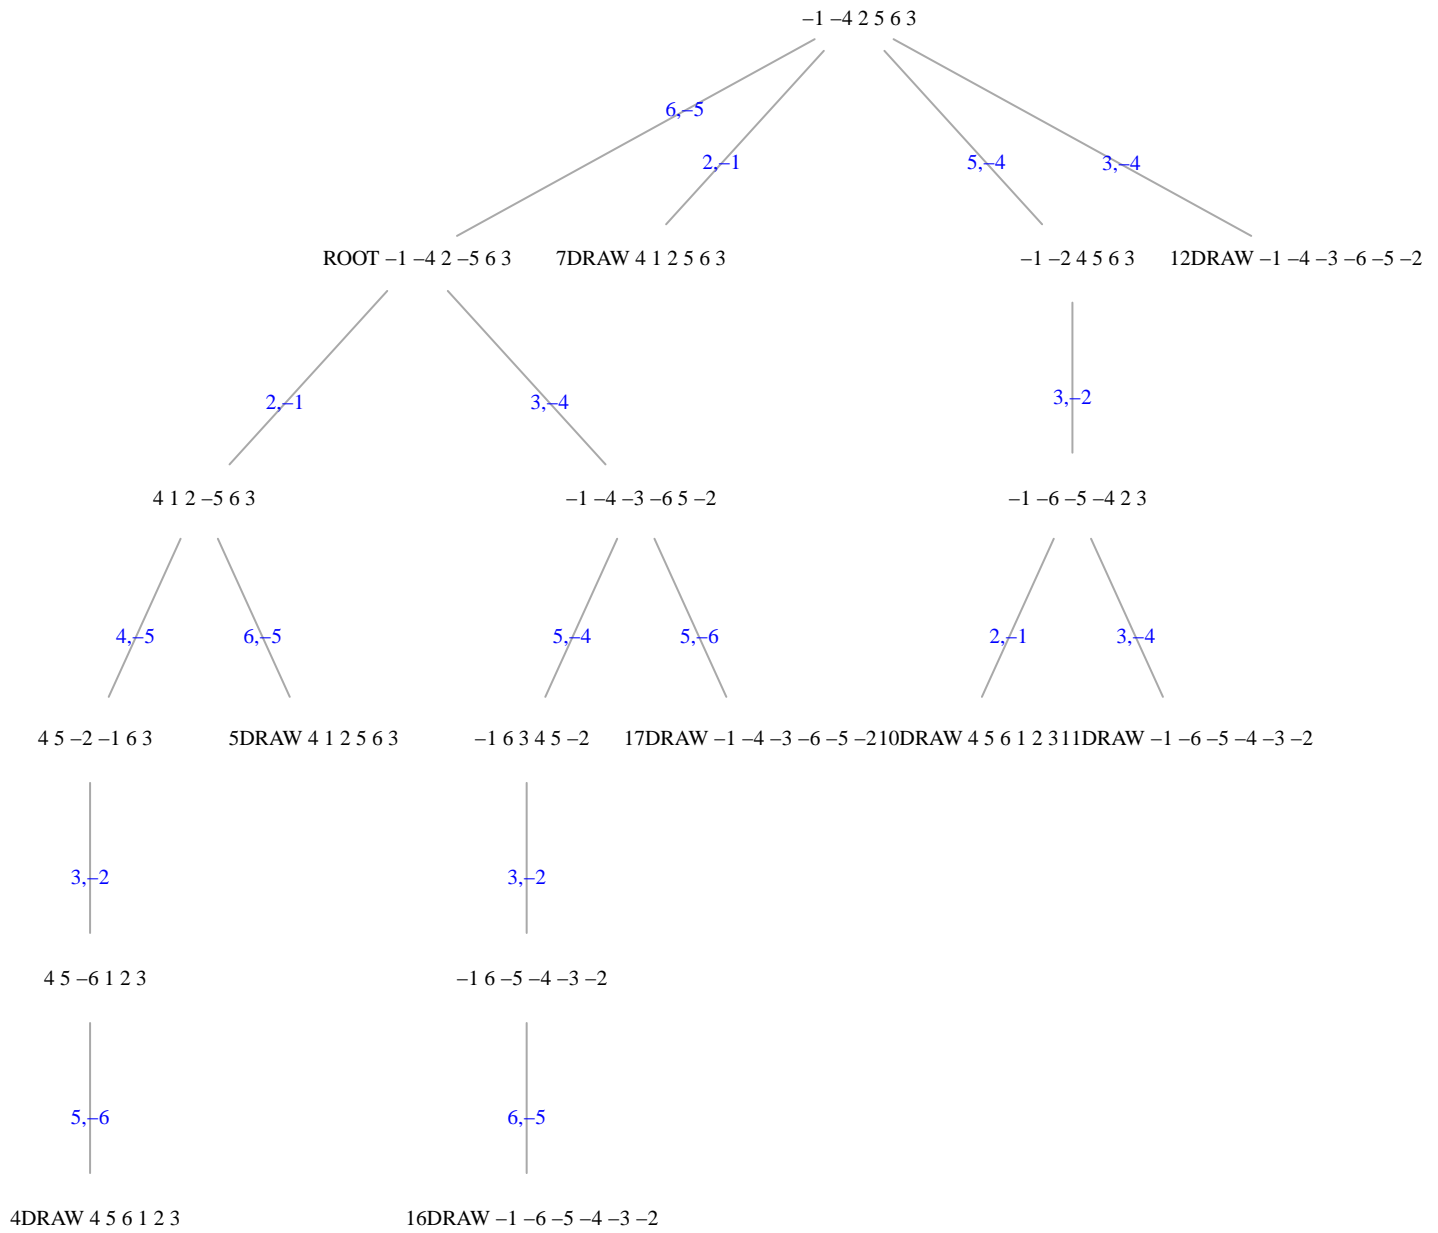 –1 –4 2 5 6 3
6,–5
2,–1 5,–4 3,–4
ROOT –1 –4 2 –5 6 3 7DRAW 4 1 2 5 6 3 –1 –2 4 5 6 3 12DRAW –1 –4 –3 –6 –5 –2
2,–1 3,–4 3,–2
4 1 2 –5 6 3 –1 –4 –3 –6 5 –2 –1 –6 –5 –4 2 3
4,–5 6,–5 5,–4 5,–6 2,–1 3,–4
4 5 –2 –1 6 3 5DRAW 4 1 2 5 6 3 –1 6 3 4 5 –2 17DRAW –1 –4 –3 –6 –5 –210DRAW 4 5 6 1 2 311DRAW –1 –6 –5 –4 –3 –2
3,–2 3,–2
4 5 –6 1 2 3 –1 6 –5 –4 –3 –2
5,–6 6,–5
4DRAW 4 5 6 1 2 3 16DRAW –1 –6 –5 –4 –3 –2